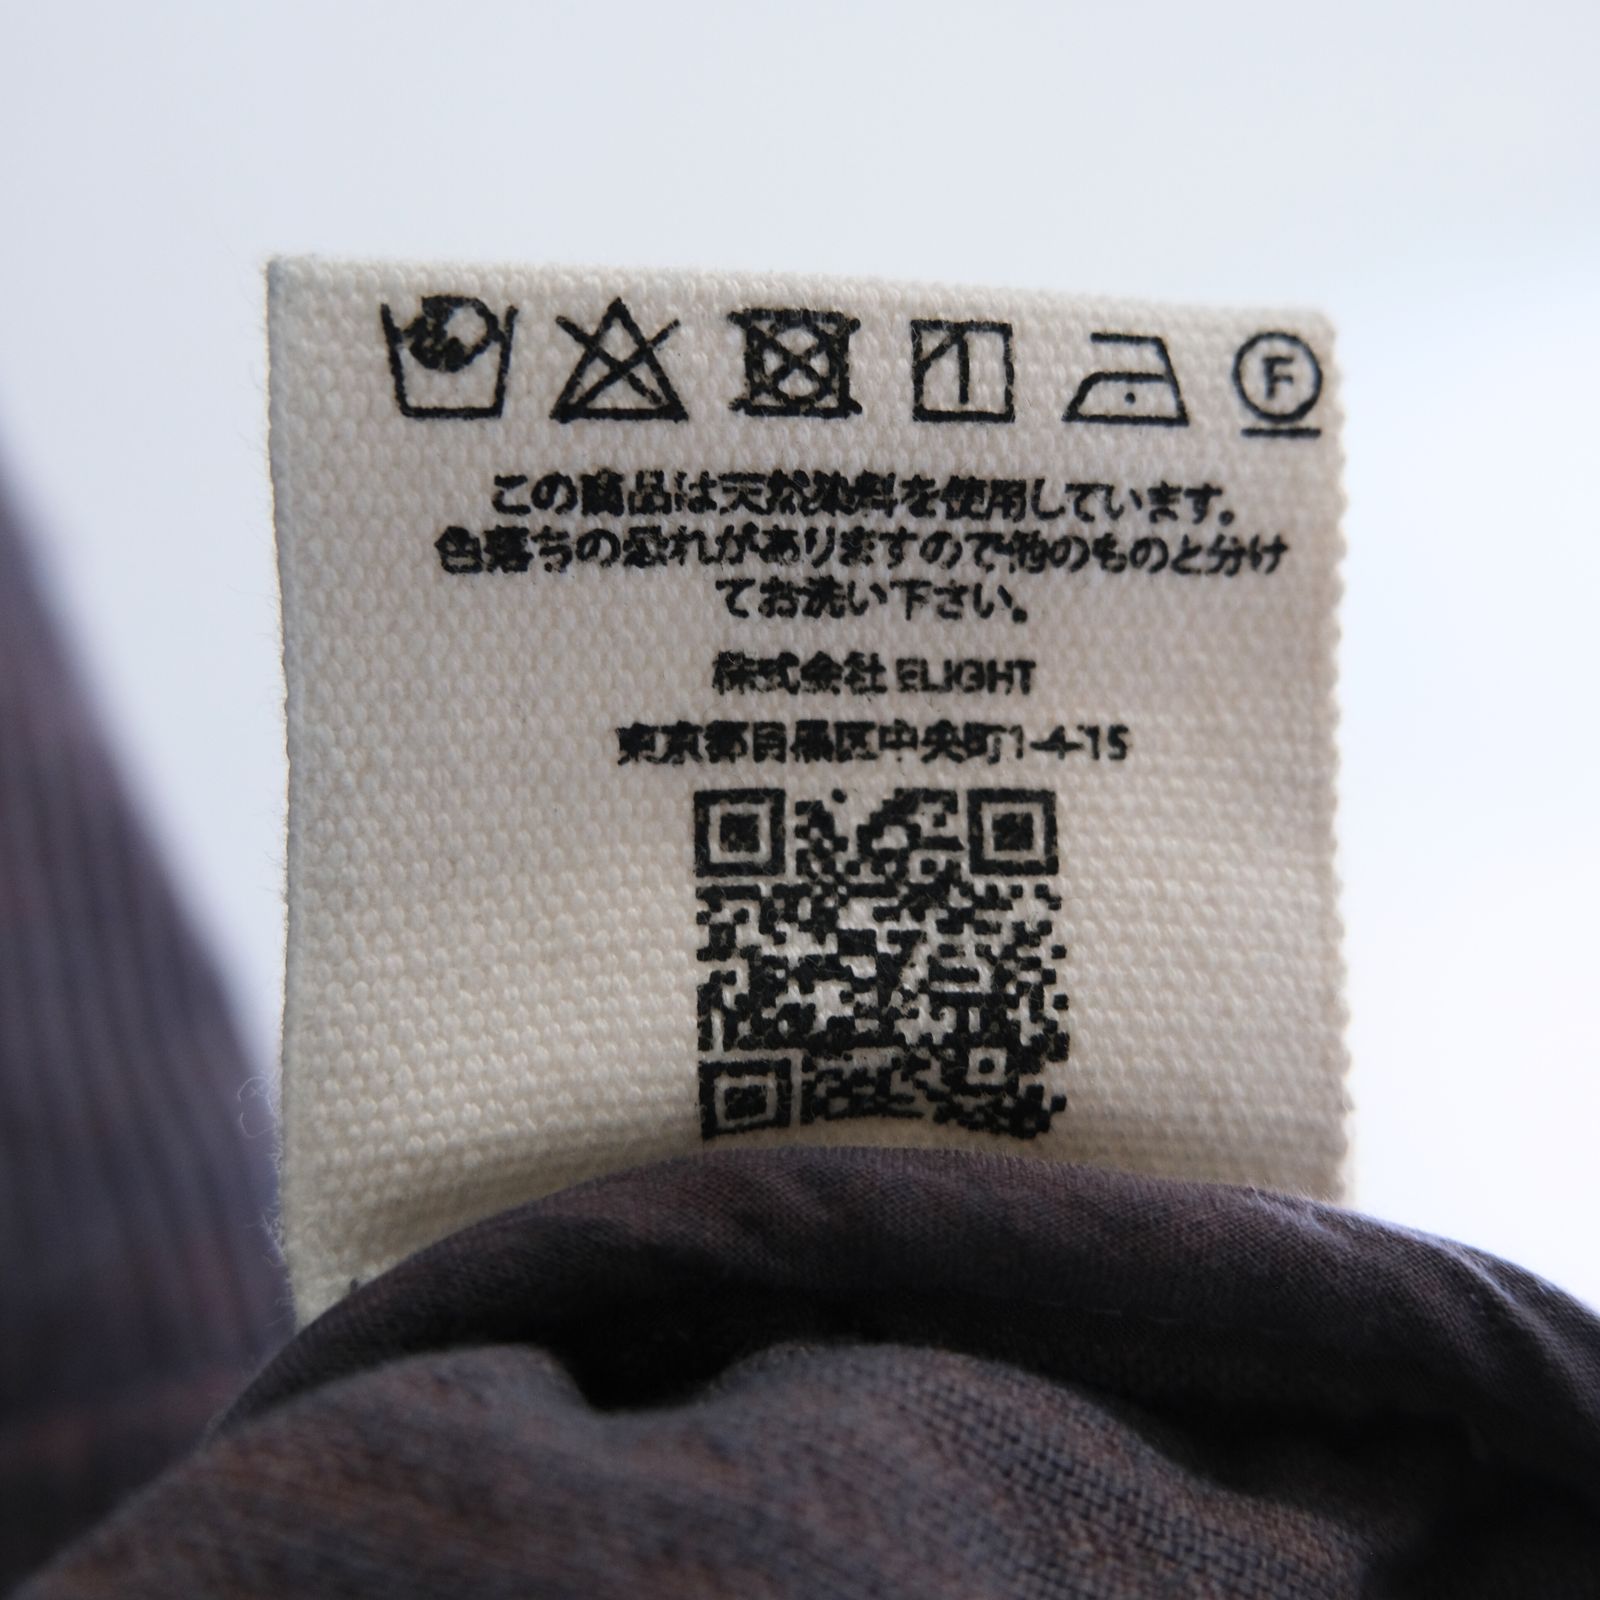 F
この商品は天然染料を使用しています。
色落ちの恐れがありますので他のものと分け
てお洗い下さい。
株式会社 ELIGHT
東京都目黒区中央町1-4-15